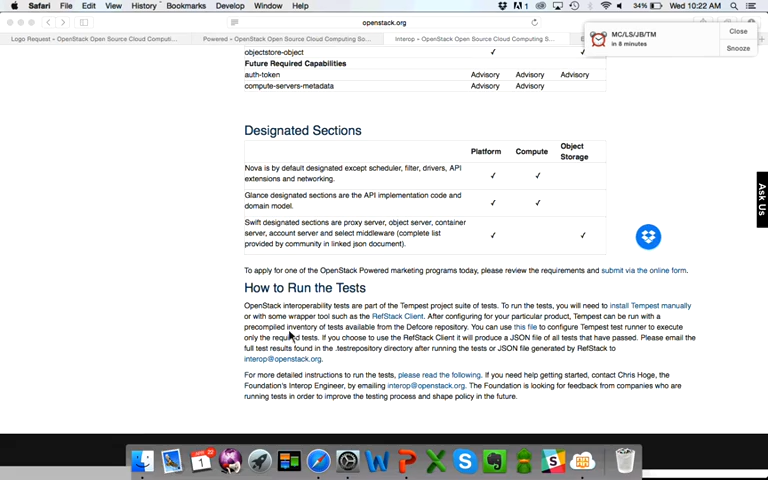 Safari File Edit View History Bookmarks Develop Window Help
34% Wed 10:22 AM
openstack.org
Logo Request » OpenStack Open Source Cloud Computi... Powered » OpenStack Open Source Cloud Computing So... Interop » OpenStack Open Source Cloud Computing S...
MC/LS/JB/TM
in 8 minutes
Close
Snooze
objectstore-object ✓ ✓
Future Required Capabilities
auth-token Advisory Advisory Advisory
compute-servers-metadata Advisory Advisory
Designated Sections
Platform Compute Object
Storage
Nova is by default designated except scheduler, filter, drivers, API
extensions and networking. ✓ ✓
Glance designated sections are the API implementation code and
domain model. ✓ ✓
Swift designated sections are proxy server, object server, container
server, account server and select middleware (complete list
provided by community in linked json document). ✓ ✓
Ask Us
To apply for one of the OpenStack Powered marketing programs today, please review the requirements and submit via the online form.
How to Run the Tests
OpenStack interoperability tests are part of the Tempest project suite of tests. To run the tests, you will need to install Tempest manually
or with some wrapper tool such as the RefStack Client. After configuring for your particular product, Tempest can be run with a
precompiled inventory of tests available from the Defcore repository. You can use this file to configure Tempest test runner to execute
only the required tests. If you choose to use the RefStack Client it will produce a JSON file of all tests that have passed. Please email the
full test results found in the .testrepository directory after running the tests or JSON file generated by RefStack to
interop@openstack.org.
For more detailed instructions to run the tests, please read the following. If you need help getting started, contact Chris Hoge, the
Foundation's Interop Engineer, by emailing interop@openstack.org. The Foundation is looking for feedback from companies who are
running tests in order to improve the testing process and shape policy in the future.